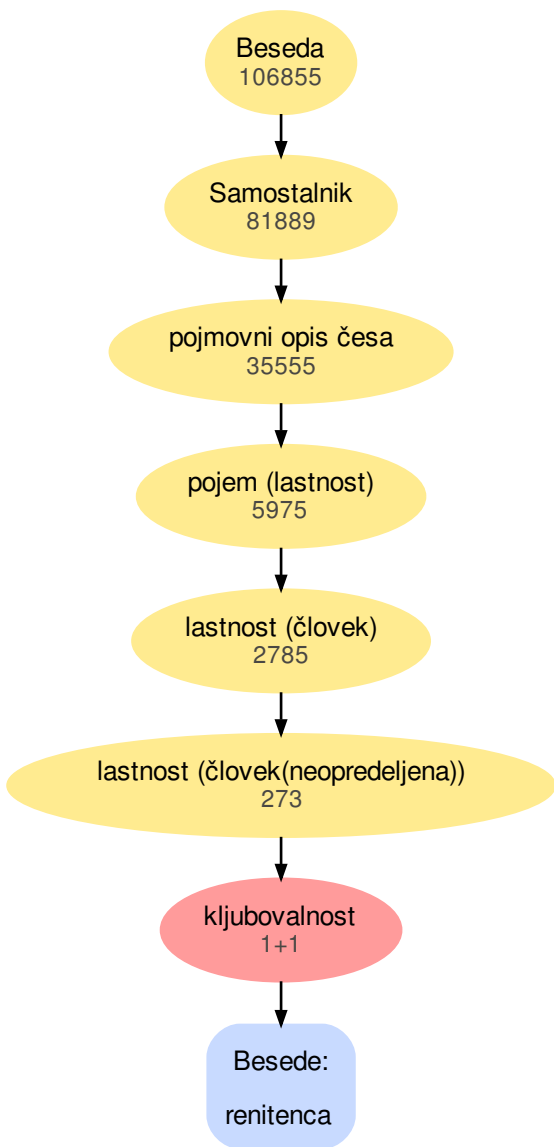 Beseda
106855
Samostalnik
81889
pojmovni opis česa
35555
pojem (lastnost)
5975
lastnost (človek)
2785
lastnost (človek(neopredeljena))
273
kljubovalnost
1+1
Besede:
renitenca